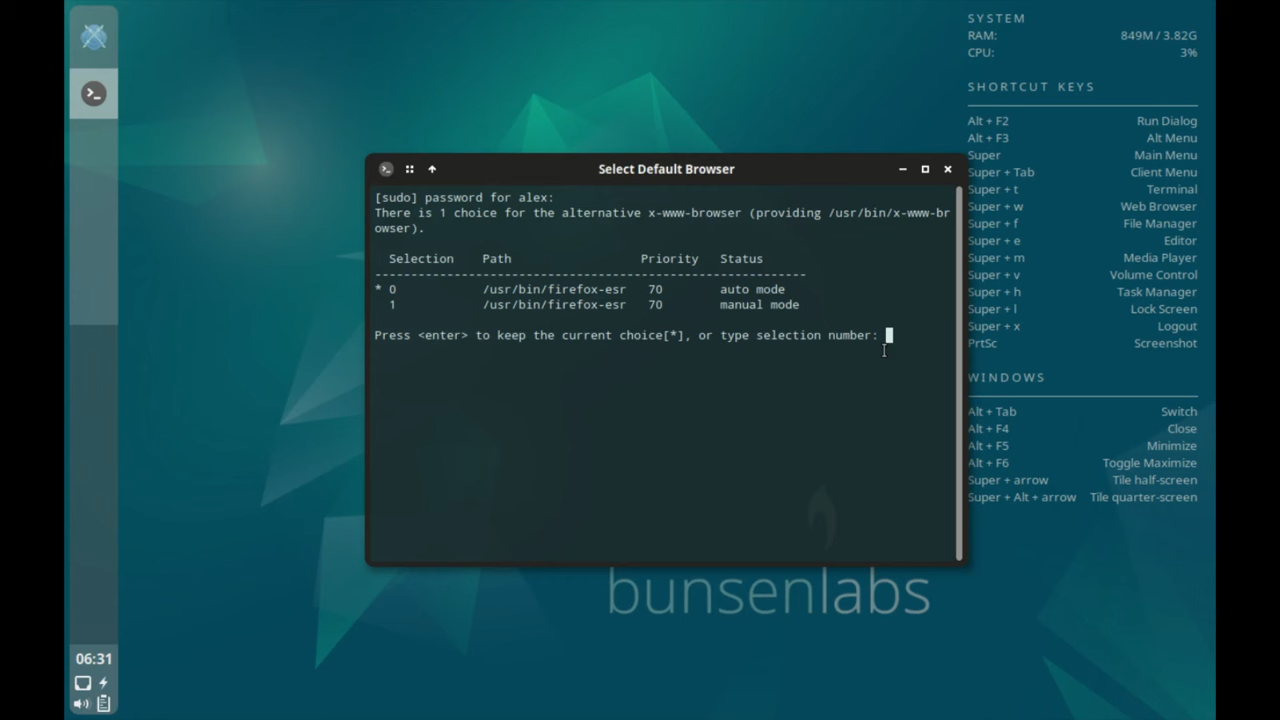 SYSTEM
RAM: 849M / 3.82G
CPU: 3%
SHORTCUT KEYS
Alt + F2 Run Dialog
Alt + F3 Alt Menu
Super Main Menu
Super + Tab Client Menu
Super + t Terminal
Super + w Web Browser
Super + f File Manager
Super + e Editor
Super + m Media Player
Super + v Volume Control
Super + h Task Manager
Super + l Lock Screen
Super + x Logout
PrtSc Screenshot
WINDOWS
Alt + Tab Switch
Alt + F4 Close
Alt + F5 Minimize
Alt + F6 Toggle Maximize
Super + arrow Tile half-screen
Super + Alt + arrow Tile quarter-screen
Select Default Browser
[sudo] password for alex:
There is 1 choice for the alternative x-www-browser (providing /usr/bin/x-www-br
owser).
Selection Path Priority Status
------------------------------------------------------------
* 0 /usr/bin/firefox-esr 70 auto mode
1 /usr/bin/firefox-esr 70 manual mode
Press <enter> to keep the current choice[*], or type selection number:
bunsenlabs
06:31